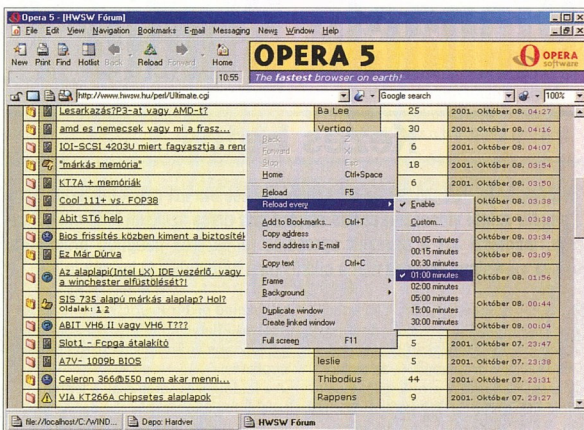 Opera 5 - [HWSW Fórum]
File Edit View Navigation Bookmarks E-mail Messaging News Window Help
New Print Find Hotlist Back Reload Forward Home
10:55
OPERA 5
The fastest browser on earth!
OPERA
software
http://www.hwsw.hu/perl/Ultimate.cgi
Google search
100%
Lesarkazás?P3-at vagy AMD-t? Ba Lee 25 2001. Október 08. 04:27
amd es nemecsek vagy mi a frasz... Vertigo 30 2001. Október 08. 04:16
IOI-SCSI 4203U miert fagyasztja a 6 2001. Október 08. 04:07
"márkás memória" 18 2001. Október 08. 03:54
KT7A + memóriák 6 2001. Október 08. 03:50
Cool 111+ vs. FOP38 Október 08. 03:38
Abit ST6 help Október 08. 03:38
Bios frissítés közben kiment a biztosíték Október 08. 03:34
Ez Már Dúrva Október 08. 03:09
Az alaplapi(Intel LX) IDE vezérlő, vagy
a winchester elfüstölését?! Október 08. 01:56
SIS 735 alapú márkás alaplap? Hol?
Oldalak: 1 2 Október 08. 00:44
ABIT VH6 II vagy VH6 T??? Október 08. 00:04
Slot1 - Fcpga átalakító 5 2001. Október 07. 23:47
A7V- 1009b BIOS leslie 5 2001. Október 07. 23:38
Celeron 366@550 nem akar menni... Thibodius 44 2001. Október 07. 23:31
VIA KT266A chipsetes alaplapok Rappens 9 2001. Október 07. 23:27
Back Z
Forward X
Stop Esc
Home Ctrl+Space
Reload F5
Reload every
Add to Bookmarks... Ctrl+T
Copy address
Send address in E-mail
Copy text Ctrl+C
Frame
Background
Duplicate window
Create linked window
Full screen F11
Enable
Custom...
00:05 minutes
00:15 minutes
00:30 minutes
01:00 minutes
02:00 minutes
05:00 minutes
15:00 minutes
30:00 minutes
file://localhost/C:/WIND... Depo: Hardver HWSW Fórum